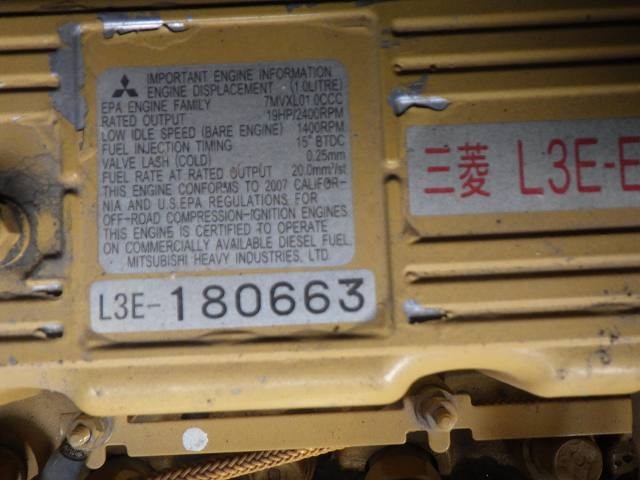 IMPORTANT ENGINE INFORMATION
ENGINE DISPLACEMENT (1.0LITRE)
EPA ENGINE FAMILY 7MVXL01.0CCC
RATED OUTPUT 19HP/2400RPM
LOW IDLE SPEED (BARE ENGINE) 1400RPM
FUEL INJECTION TIMING 15° BTDC
VALVE LASH (COLD) 0.25mm
FUEL RATE AT RATED OUTPUT 20.0mm³/st
THIS ENGINE CONFORMS TO 2007 CALIFOR-
NIA AND U.S.EPA REGULATIONS FOR
OFF-ROAD COMPRESSION-IGNITION ENGINES.
THIS ENGINE IS CERTIFIED TO OPERATE
ON COMMERCIALLY AVAILABLE DIESEL FUEL.
MITSUBISHI HEAVY INDUSTRIES, LTD.
L3E-180663
三菱 L3E-E